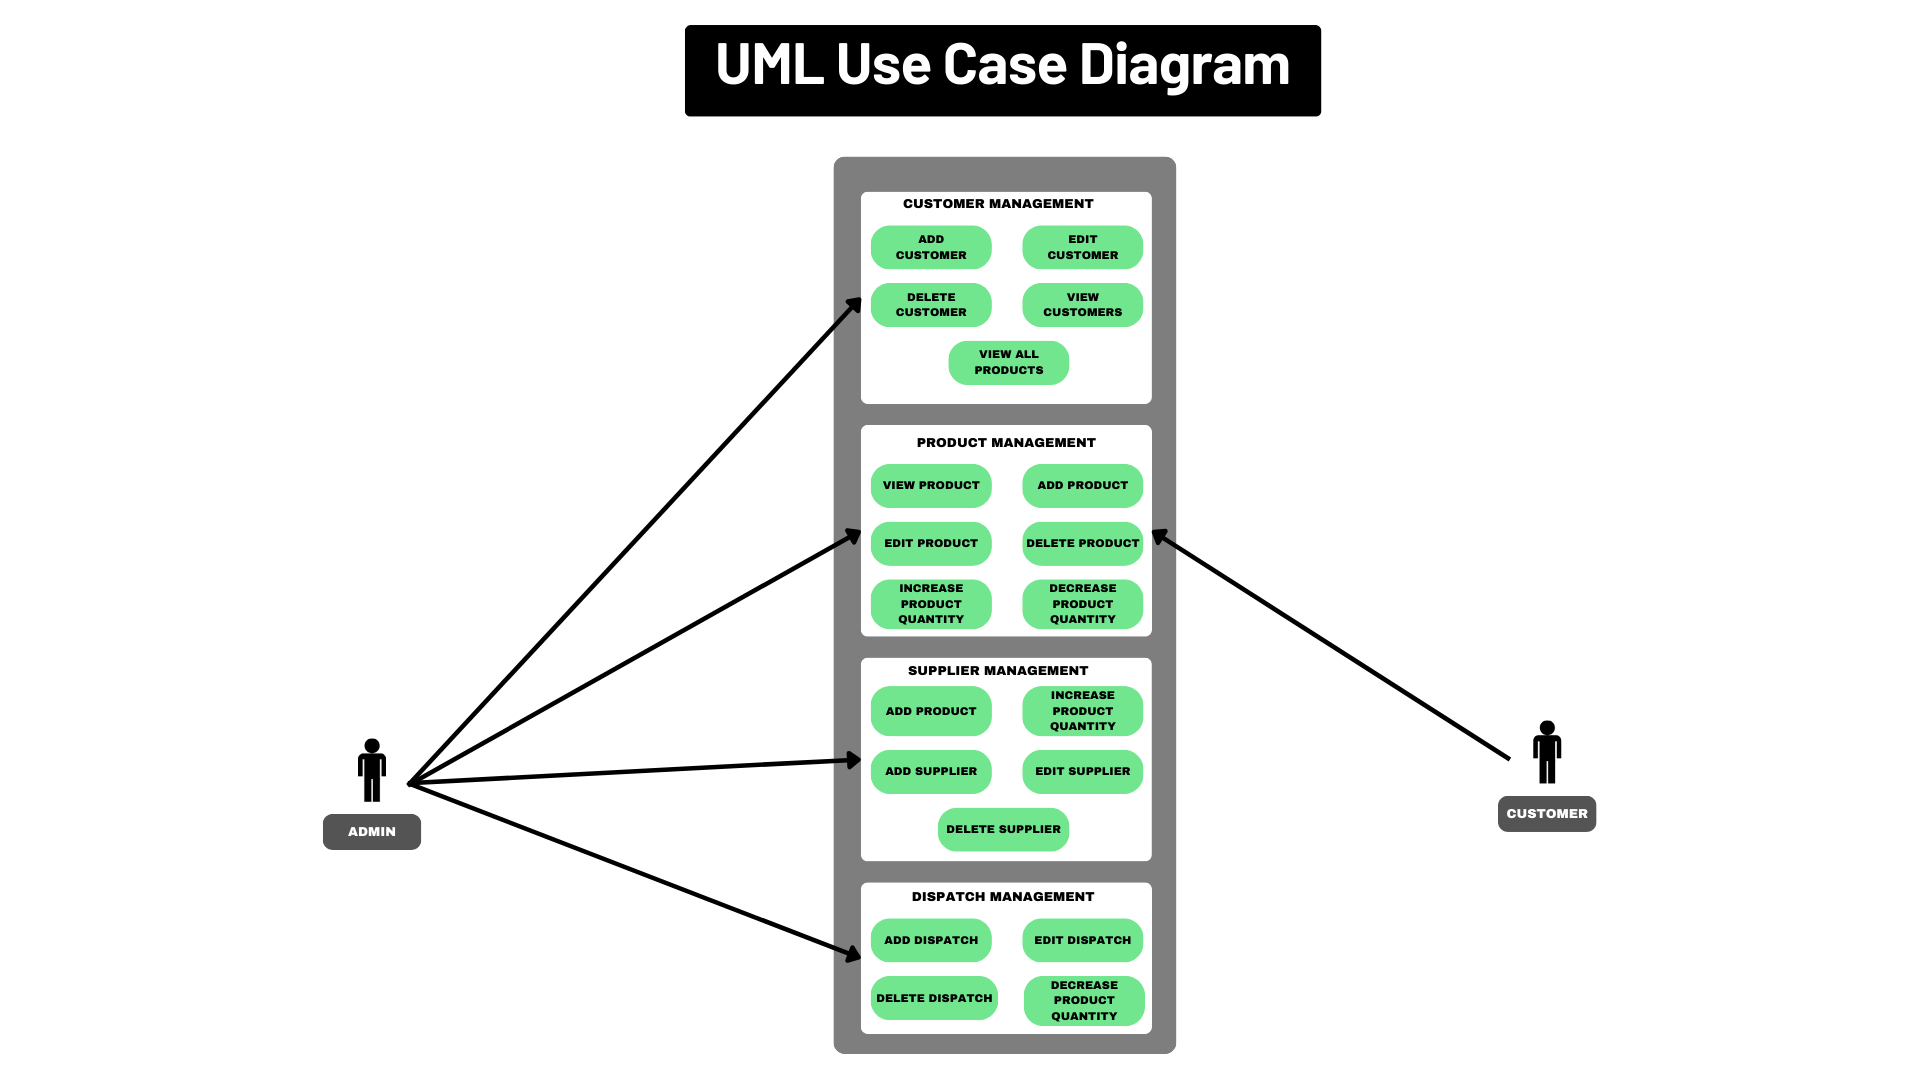 UML Use Case Diagram
CUSTOMER MANAGEMENT
ADD
CUSTOMER
EDIT
CUSTOMER
DELETE
CUSTOMER
VIEW
CUSTOMERS
VIEW ALL
PRODUCTS
PRODUCT MANAGEMENT
VIEW PRODUCT
ADD PRODUCT
EDIT PRODUCT
DELETE PRODUCT
INCREASE
PRODUCT
QUANTITY
DECREASE
PRODUCT
QUANTITY
SUPPLIER MANAGEMENT
ADD PRODUCT
INCREASE
PRODUCT
QUANTITY
ADD SUPPLIER
EDIT SUPPLIER
DELETE SUPPLIER
DISPATCH MANAGEMENT
ADD DISPATCH
EDIT DISPATCH
DELETE DISPATCH
DECREASE
PRODUCT
QUANTITY
ADMIN
CUSTOMER